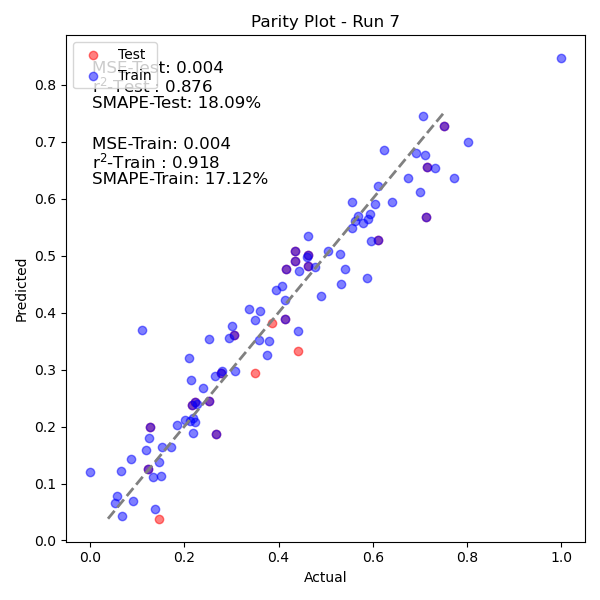 Parity Plot - Run 7
Test
Train
MSE-Test: 0.004
r²-Test : 0.876
SMAPE-Test: 18.09%
MSE-Train: 0.004
r²-Train : 0.918
SMAPE-Train: 17.12%
Predicted
0.8
0.7
0.6
0.5
0.4
0.3
0.2
0.1
0.0
0.0 0.2 0.4 0.6 0.8 1.0
Actual